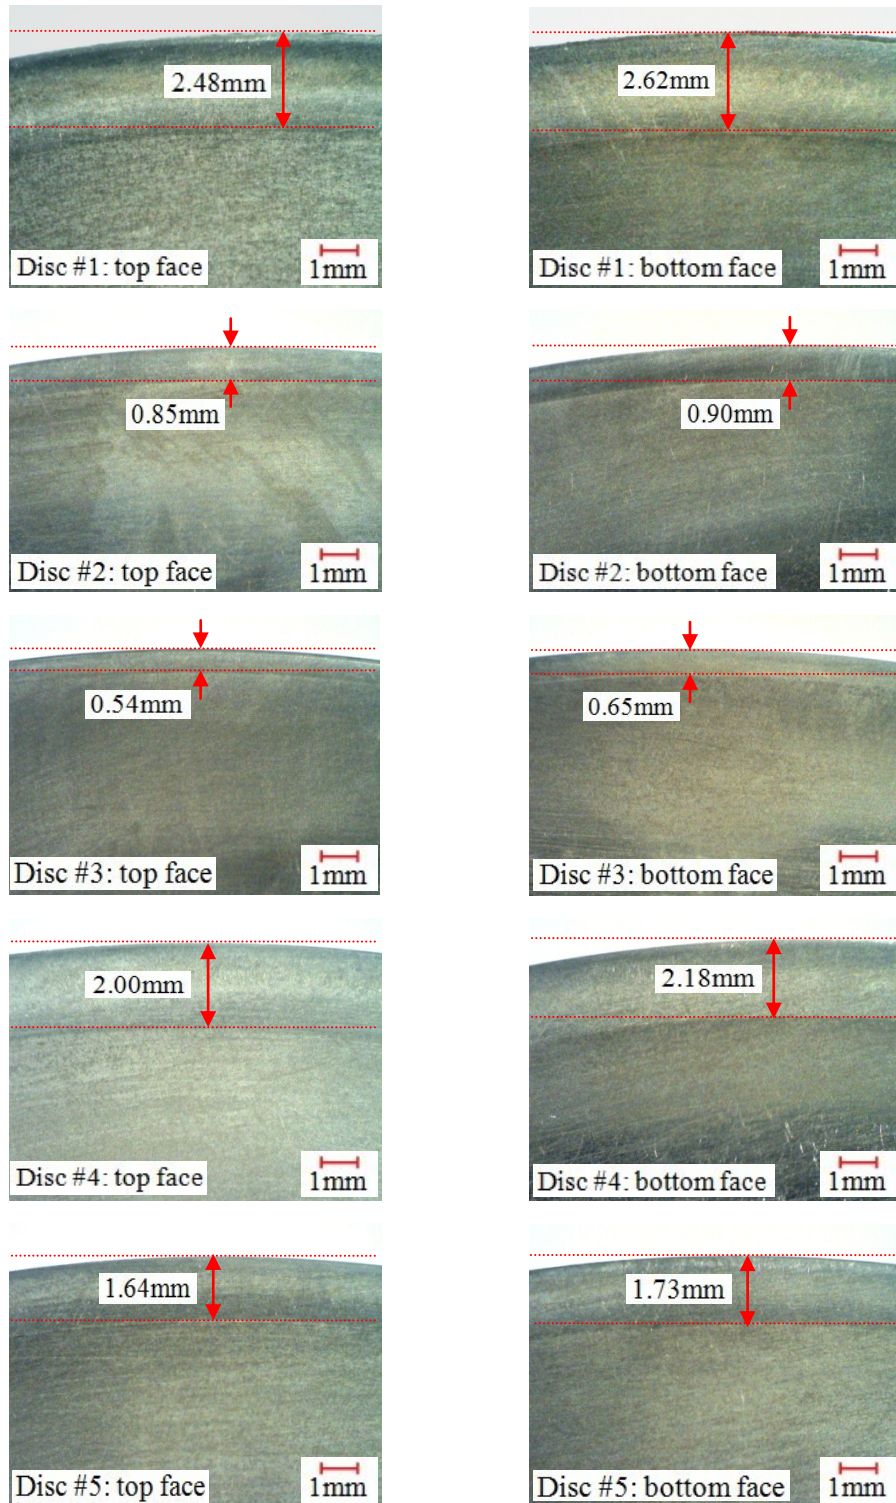 2.48mm
Disc #1: top face
1mm
2.62mm
Disc #1: bottom face
1mm
0.85mm
Disc #2: top face
1mm
0.90mm
Disc #2: bottom face
1mm
0.54mm
Disc #3: top face
1mm
0.65mm
Disc #3: bottom face
1mm
2.00mm
Disc #4: top face
1mm
2.18mm
Disc #4: bottom face
1mm
1.64mm
Disc #5: top face
1mm
1.73mm
Disc #5: bottom face
1mm